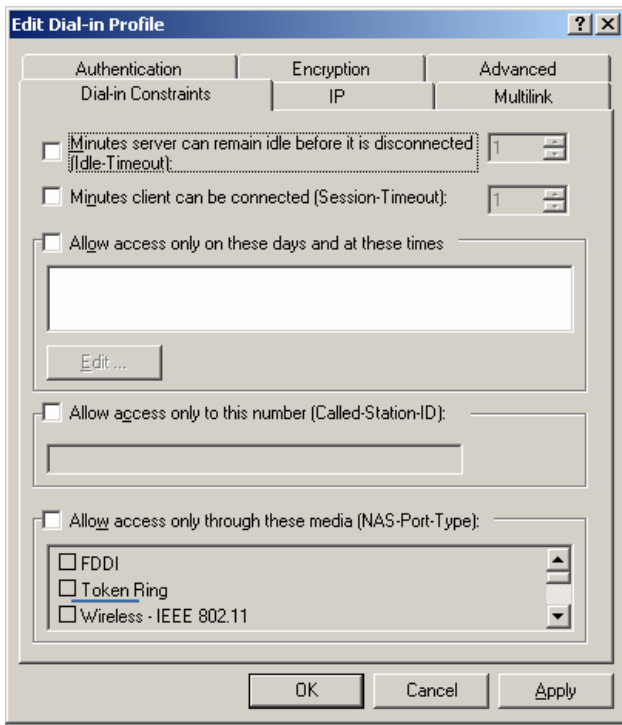 Edit Dial-in Profile
Authentication Encryption Advanced
Dial-in Constraints IP Multilink
Minutes server can remain idle before it is disconnected
(Idle-Timeout):
1
Minutes client can be connected (Session-Timeout):
1
Allow access only on these days and at these times
Edit ...
Allow access only to this number (Called-Station-ID):
Allow access only through these media (NAS-Port-Type):
FDDI
Token Ring
Wireless - IEEE 802.11
OK Cancel Apply